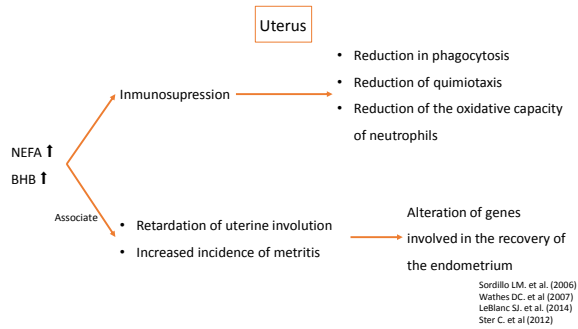 Uterus
• Reduction in phagocytosis
• Reduction of quimiotaxis
• Reduction of the oxidative capacity
of neutrophils
Inmunosupression
NEFA ⬆
BHB ⬆
Associate
• Retardation of uterine involution
• Increased incidence of metritis
Alteration of genes
involved in the recovery of
the endometrium
Sordillo LM. et al. (2006)
Wathes DC. et al (2007)
LeBlanc SJ. et al. (2014)
Ster C. et al (2012)